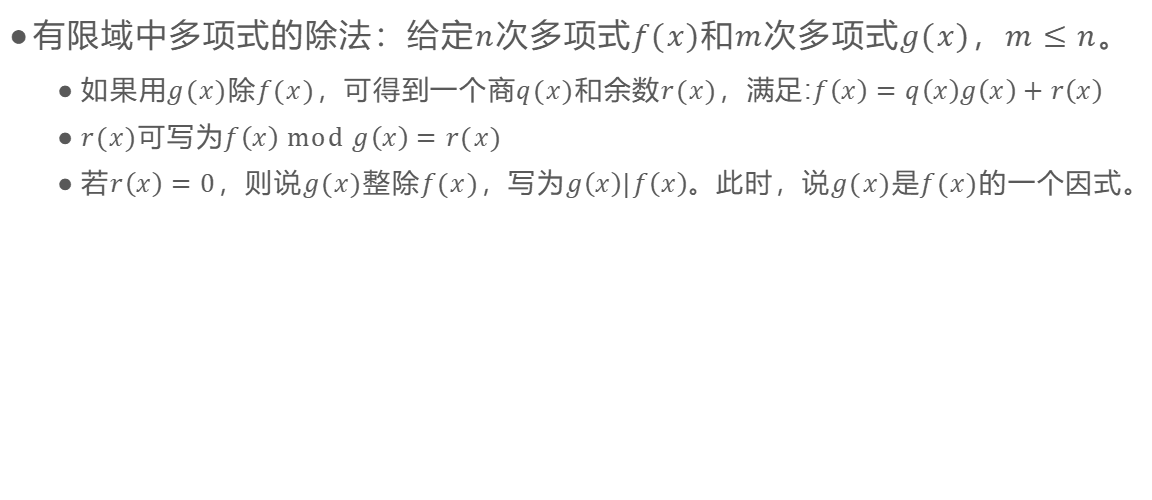 •有限域中多项式的除法：给定n次多项式f(x)和m次多项式g(x)，m ≤ n。
•如果用g(x)除f(x)，可得到一个商q(x)和余数r(x)，满足:f(x) = q(x)g(x) + r(x)
•r(x)可写为f(x) mod g(x) = r(x)
•若r(x) = 0，则说g(x)整除f(x)，写为g(x)|f(x)。此时，说g(x)是f(x)的一个因式。